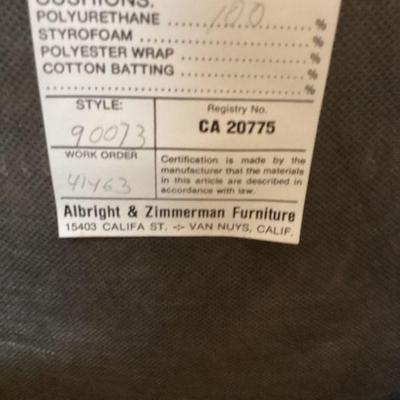 CUSHIONS:
POLYURETHANE ............ 100 ............%
STYROFOAM ........................%
POLYESTER WRAP ........................%
COTTON BATTING ........................%
........................%
STYLE:
90073
Registry No.
CA 20775
WORK ORDER
41463
Certification is made by the
manufacturer that the materials
in this article are described in
accordance with law.
Albright & Zimmerman Furniture
15403 CALIFA ST. -:- VAN NUYS, CALIF.